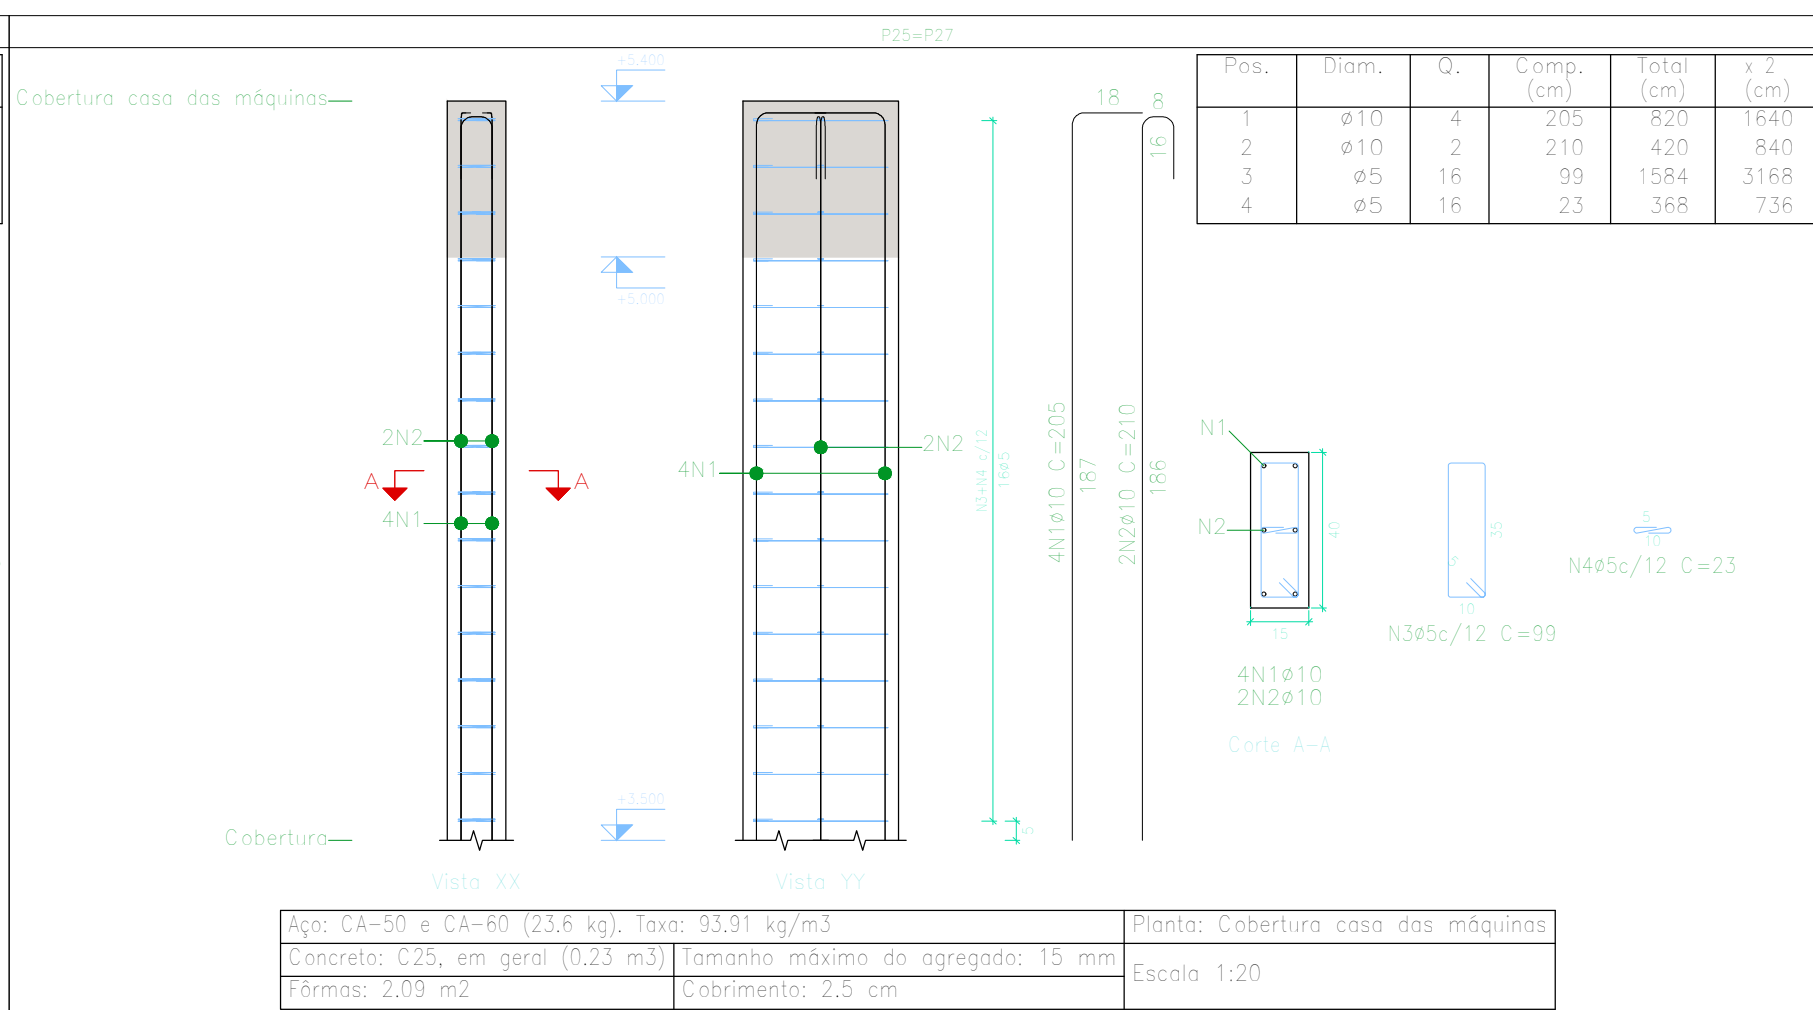 P25=P27
Cobertura casa das máquinas
+5.400
+5.000
+3.500
Cobertura
2N2
A
A
4N1
Vista XX
4N1
2N2
Vista YY
N3+N4 c/12
16ø5
5
18
8
16
4N1ø10 C=205
187
2N2ø10 C=210
186
Pos. Diam. Q. Comp. (cm) Total (cm) x 2 (cm)
1 ø10 4 205 820 1640
2 ø10 2 210 420 840
3 ø5 16 99 1584 3168
4 ø5 16 23 368 736
N1
N2
40
15
4N1ø10
2N2ø10
Corte A-A
35
5
10
N3ø5c/12 C=99
5
10
N4ø5c/12 C=23
Aço: CA-50 e CA-60 (23.6 kg). Taxa: 93.91 kg/m3
Planta: Cobertura casa das máquinas
Concreto: C25, em geral (0.23 m3)
Tamanho máximo do agregado: 15 mm
Escala 1:20
Fôrmas: 2.09 m2
Cobrimento: 2.5 cm